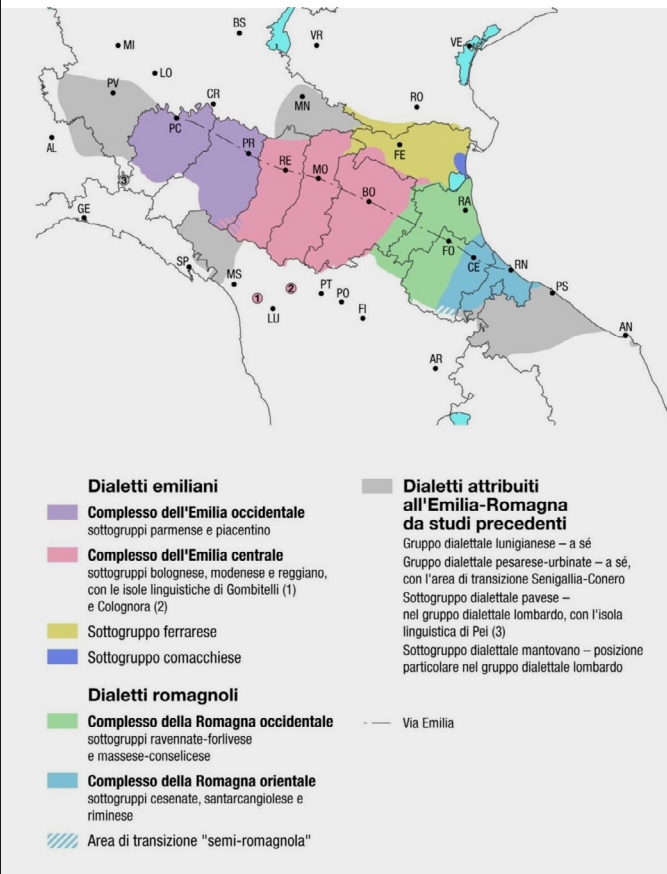 BS
MI
VR
VE
LO
PV
CR
MN
RO
PC
AL
PR
FE
RE
MO
3
BO
RA
GE
FO
CE
SP
RN
MS
PS
1
2
PT
PO
LU
FI
AN
AR
Dialetti emiliani
Complesso dell'Emilia occidentale
sottogruppi parmense e piacentino
Complesso dell'Emilia centrale
sottogruppi bolognese, modenese e reggiano,
con le isole linguistiche di Gombitelli (1)
e Colognora (2)
Sottogruppo ferrarese
Sottogruppo comacchiese
Dialetti romagnoli
Complesso della Romagna occidentale
sottogruppi ravennate-forlivese
e massese-conselicese
Complesso della Romagna orientale
sottogruppi cesenate, santarcangiolese e
riminese
Area di transizione "semi-romagnola"
Dialetti attribuiti
all'Emilia-Romagna
da studi precedenti
Gruppo dialettale lunigianese – a sé
Gruppo dialettale pesarese-urbinate – a sé,
con l'area di transizione Senigallia-Conero
Sottogruppo dialettale pavese –
nel gruppo dialettale lombardo, con l'isola
linguistica di Pei (3)
Sottogruppo dialettale mantovano – posizione
particolare nel gruppo dialettale lombardo
Via Emilia